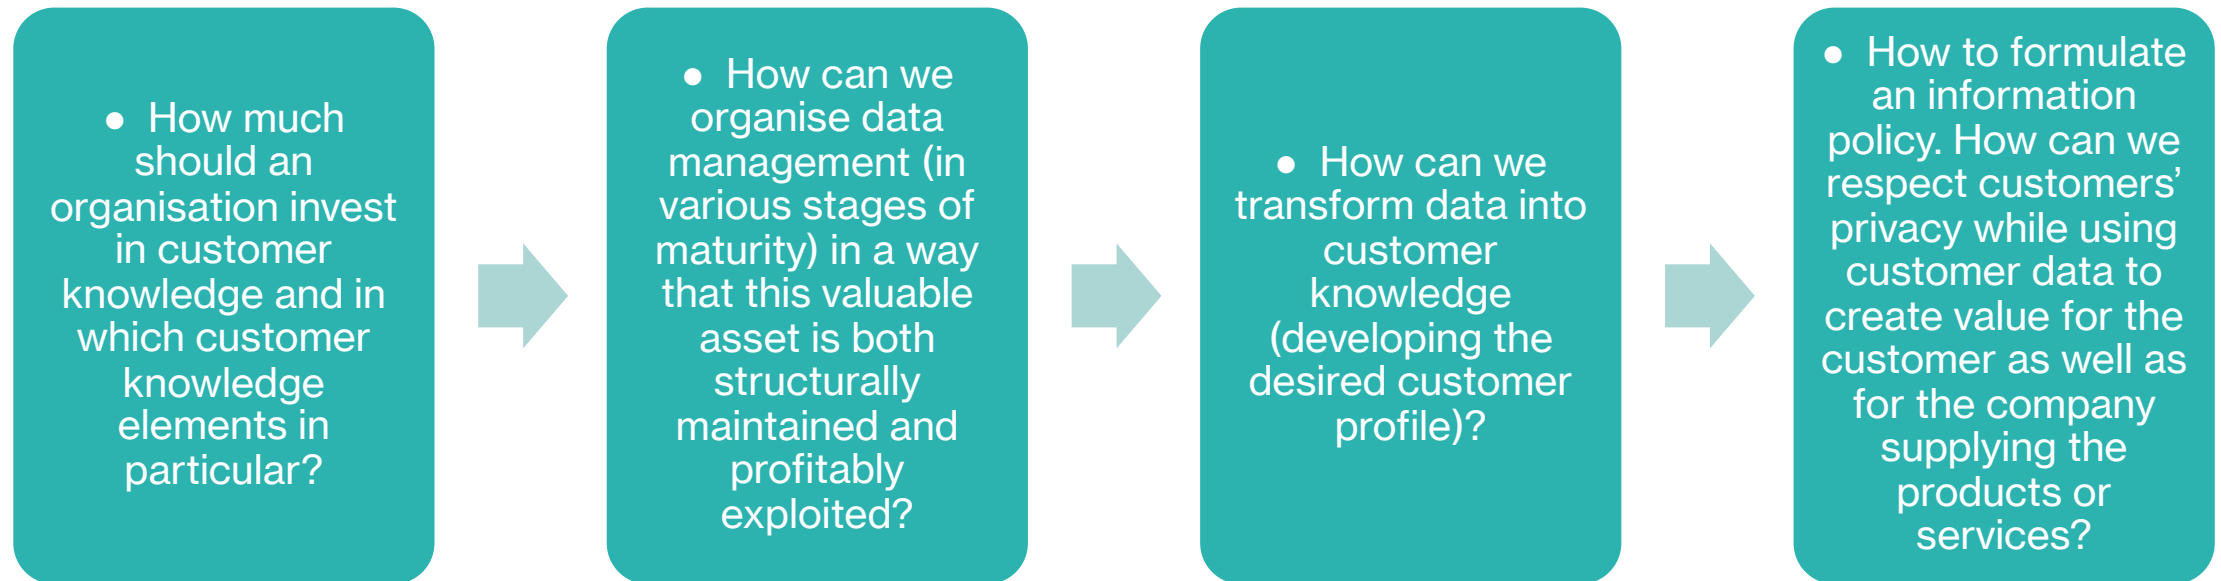 ● How much
should an
organisation invest
in customer
knowledge and in
which customer
knowledge
elements in
particular?
● How can we
organise data
management (in
various stages of
maturity) in a way
that this valuable
asset is both
structurally
maintained and
profitably
exploited?
● How can we
transform data into
customer
knowledge
(developing the
desired customer
profile)?
● How to formulate
an information
policy. How can we
respect customers’
privacy while using
customer data to
create value for the
customer as well as
for the company
supplying the
products or
services?